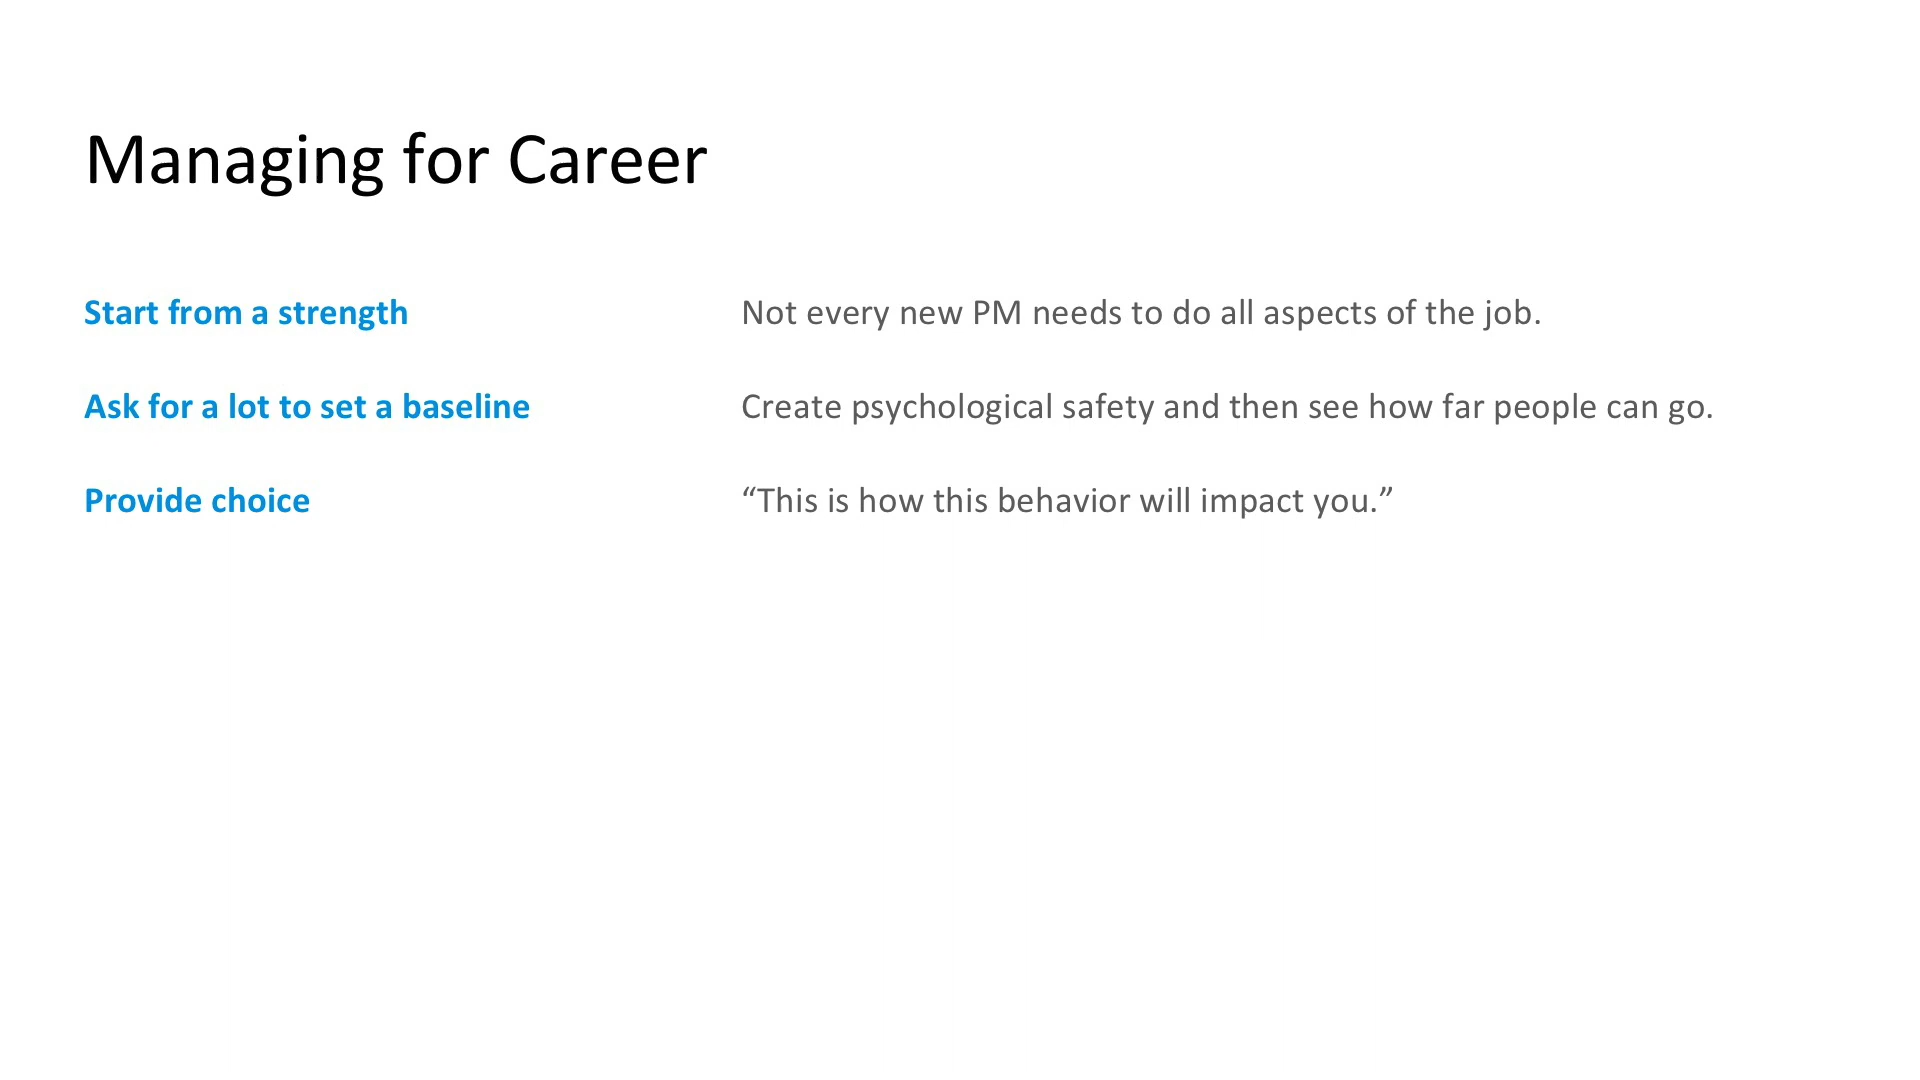 Managing for Career
Start from a strength
Not every new PM needs to do all aspects of the job.
Ask for a lot to set a baseline
Create psychological safety and then see how far people can go.
Provide choice
“This is how this behavior will impact you.”